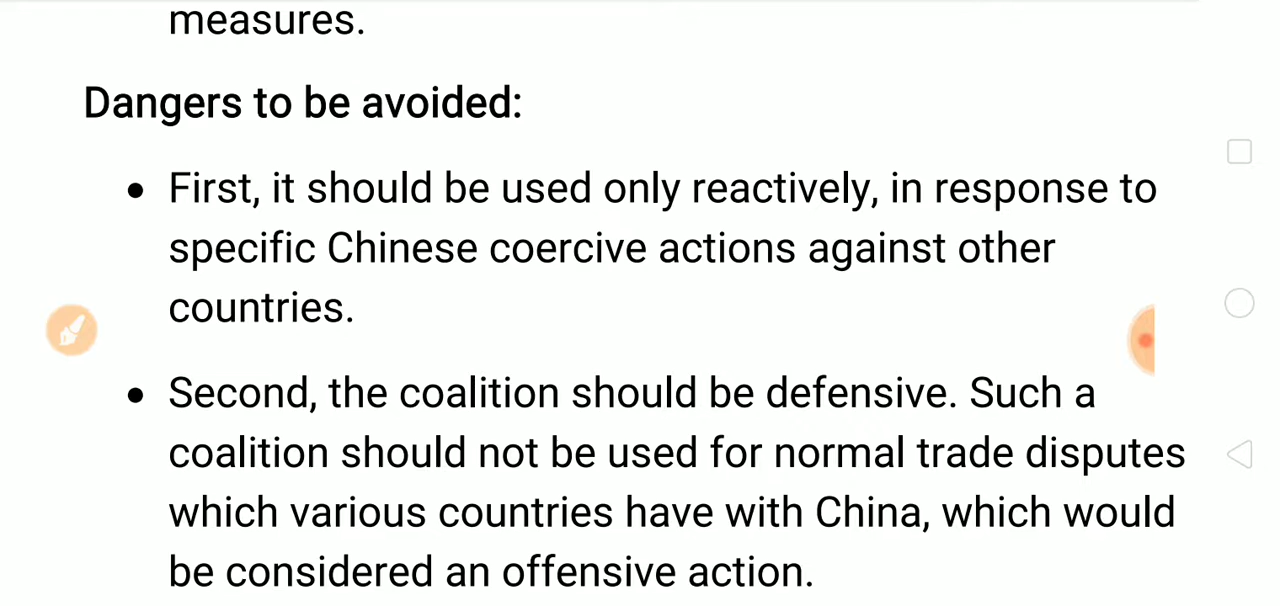 measures.
Dangers to be avoided:
• First, it should be used only reactively, in response to
specific Chinese coercive actions against other
countries.
• Second, the coalition should be defensive. Such a
coalition should not be used for normal trade disputes
which various countries have with China, which would
be considered an offensive action.